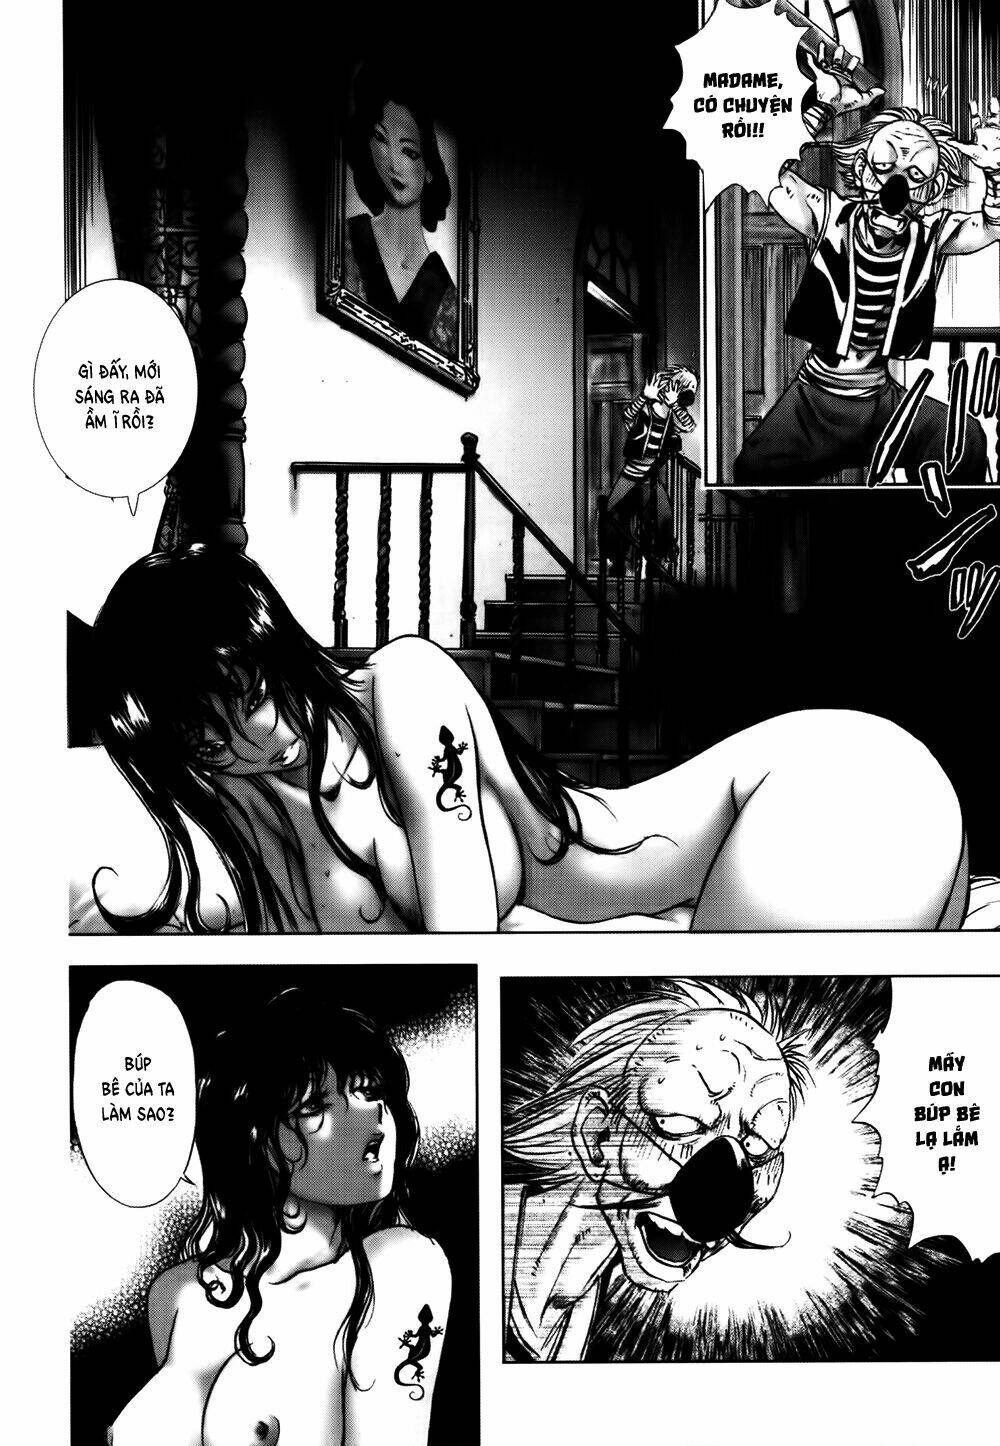 MADAME,
CÓ CHUYỆN
RỒI!!!
GÌ ĐẤY, MỚI
SÁNG RA ĐÃ
ẦM Ĩ RỒI?
MẤY
CON
BÚP BÊ
LẠ LẮM
Ạ!
BÚP
BÊ CỦA TA
LÀM SAO?